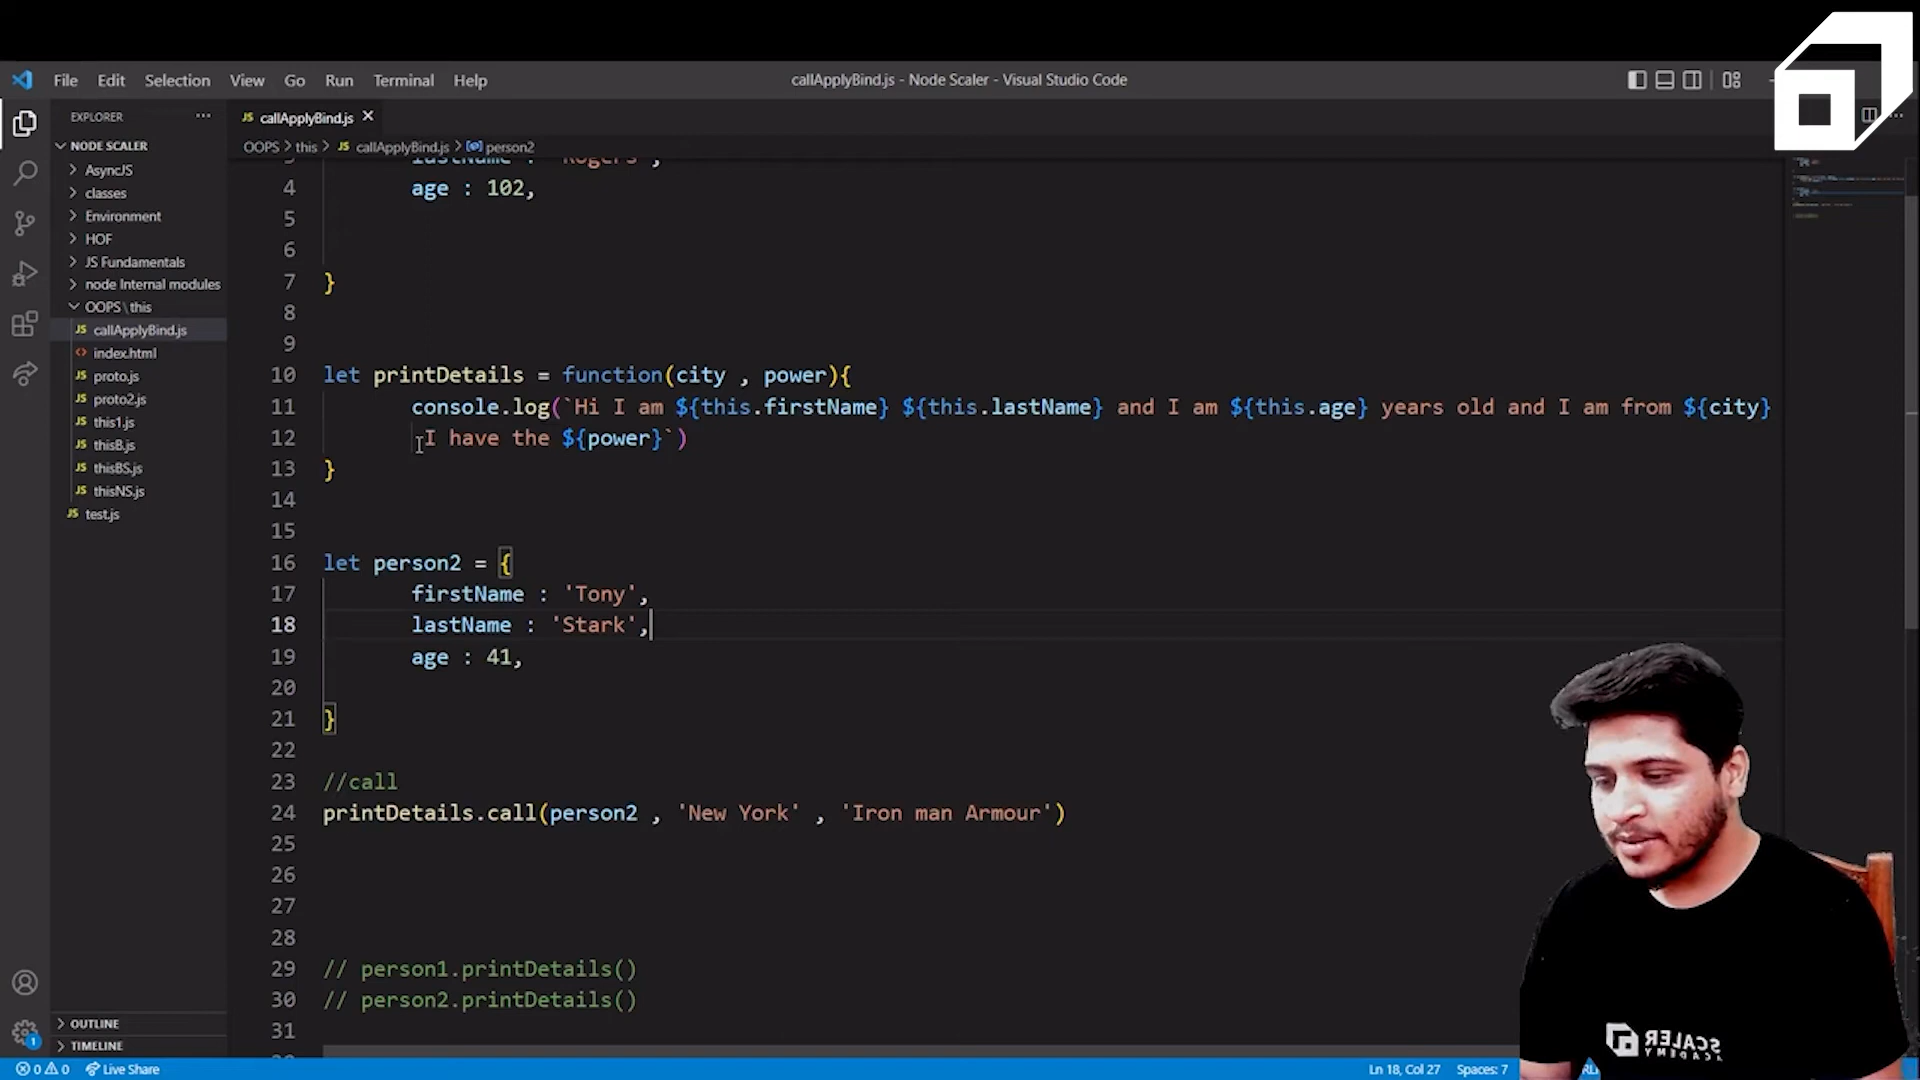 File Edit Selection View Go Run Terminal Help
callApplyBind.js - Node Scaler - Visual Studio Code
EXPLORER
NODE SCALER
AsyncJS
classes
Environment
HOF
JS Fundamentals
node Internal modules
OOPS \ this
JS callApplyBind.js
<> index.html
JS proto.js
JS proto2.js
JS this1.js
JS thisB.js
JS thisBS.js
JS thisNS.js
JS test.js
OUTLINE
TIMELINE
JS callApplyBind.js
OOPS > this > JS callApplyBind.js > person2
3 lastName : 'Rogers',
4 age : 102,
5
6
7 }
8
9
10 let printDetails = function(city , power){
11 console.log(`Hi I am ${this.firstName} ${this.lastName} and I am ${this.age} years old and I am from ${city}
12 I have the ${power}`)
13 }
14
15
16 let person2 = {
17 firstName : 'Tony',
18 lastName : 'Stark',
19 age : 41,
20
21 }
22
23 //call
24 printDetails.call(person2 , 'New York' , 'Iron man Armour')
25
26
27
28
29 // person1.printDetails()
30 // person2.printDetails()
31
SCALER
ACADEMY
1
0 0 Live Share
Ln 18, Col 27 Spaces: 7